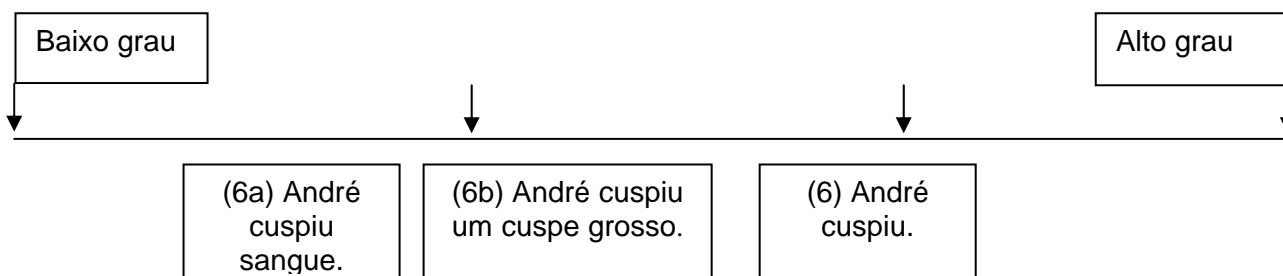 Baixo grau
Alto grau
(6a) André
cuspiu
sangue.
(6b) André cuspiu
um cuspe grosso.
(6) André
cuspiu.